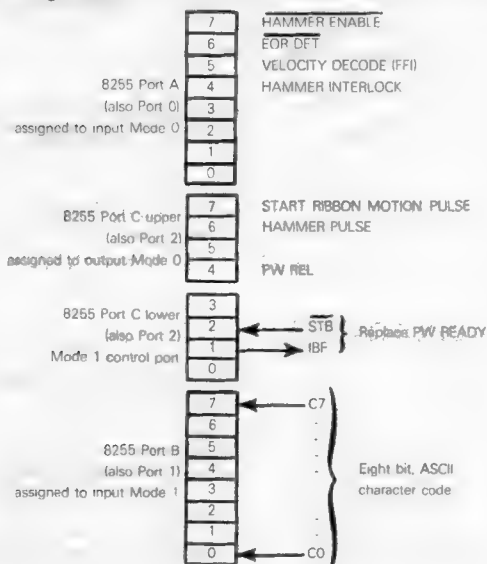 7 HAMMER ENABLE
6 EOR DET
5 VELOCITY DECODE (FFI)
8255 Port A 4 HAMMER INTERLOCK
(also Port 0) 3
assigned to input Mode 0 2
1
0
7 START RIBBON MOTION PULSE
8255 Port C upper 6 HAMMER PULSE
(also Port 2) 5
assigned to output Mode 0 4 PW REL
3
8255 Port C lower 2 STB Replace PW READY
(also Port 2) 1 IBF
Mode 1 control port 0
7 C7
6 .
8255 Port B 5 .
(also Port 1) 4 . Eight bit, ASCII
assigned to input Mode 1 3 character code
2
1 .
0 C0